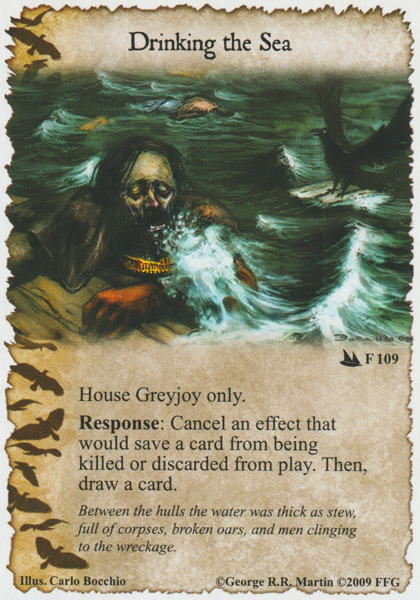 Drinking the Sea
F 109
House Greyjoy only.
Response: Cancel an effect that
would save a card from being
killed or discarded from play. Then,
draw a card.
Between the hulls the water was thick as stew,
full of corpses, broken oars, and men clinging
to the wreckage.
Illus. Carlo Bocchio ©George R.R. Martin ©2009 FFG